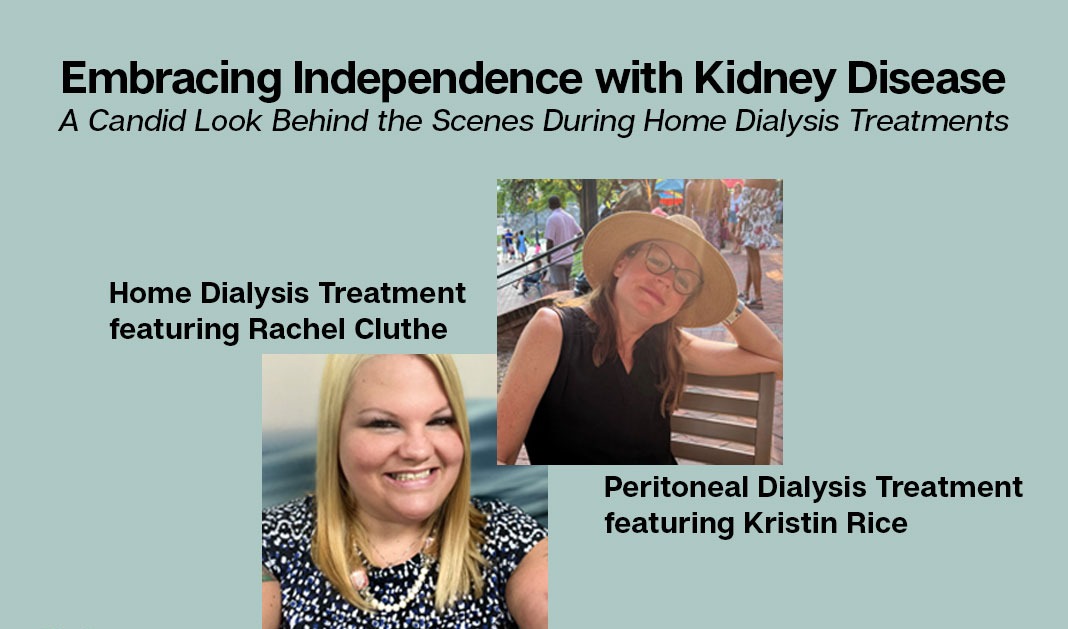 Embracing Independence with Kidney Disease
A Candid Look Behind the Scenes During Home Dialysis Treatments
Home Dialysis Treatment
featuring Rachel Cluthe
Peritoneal Dialysis Treatment
featuring Kristin Rice